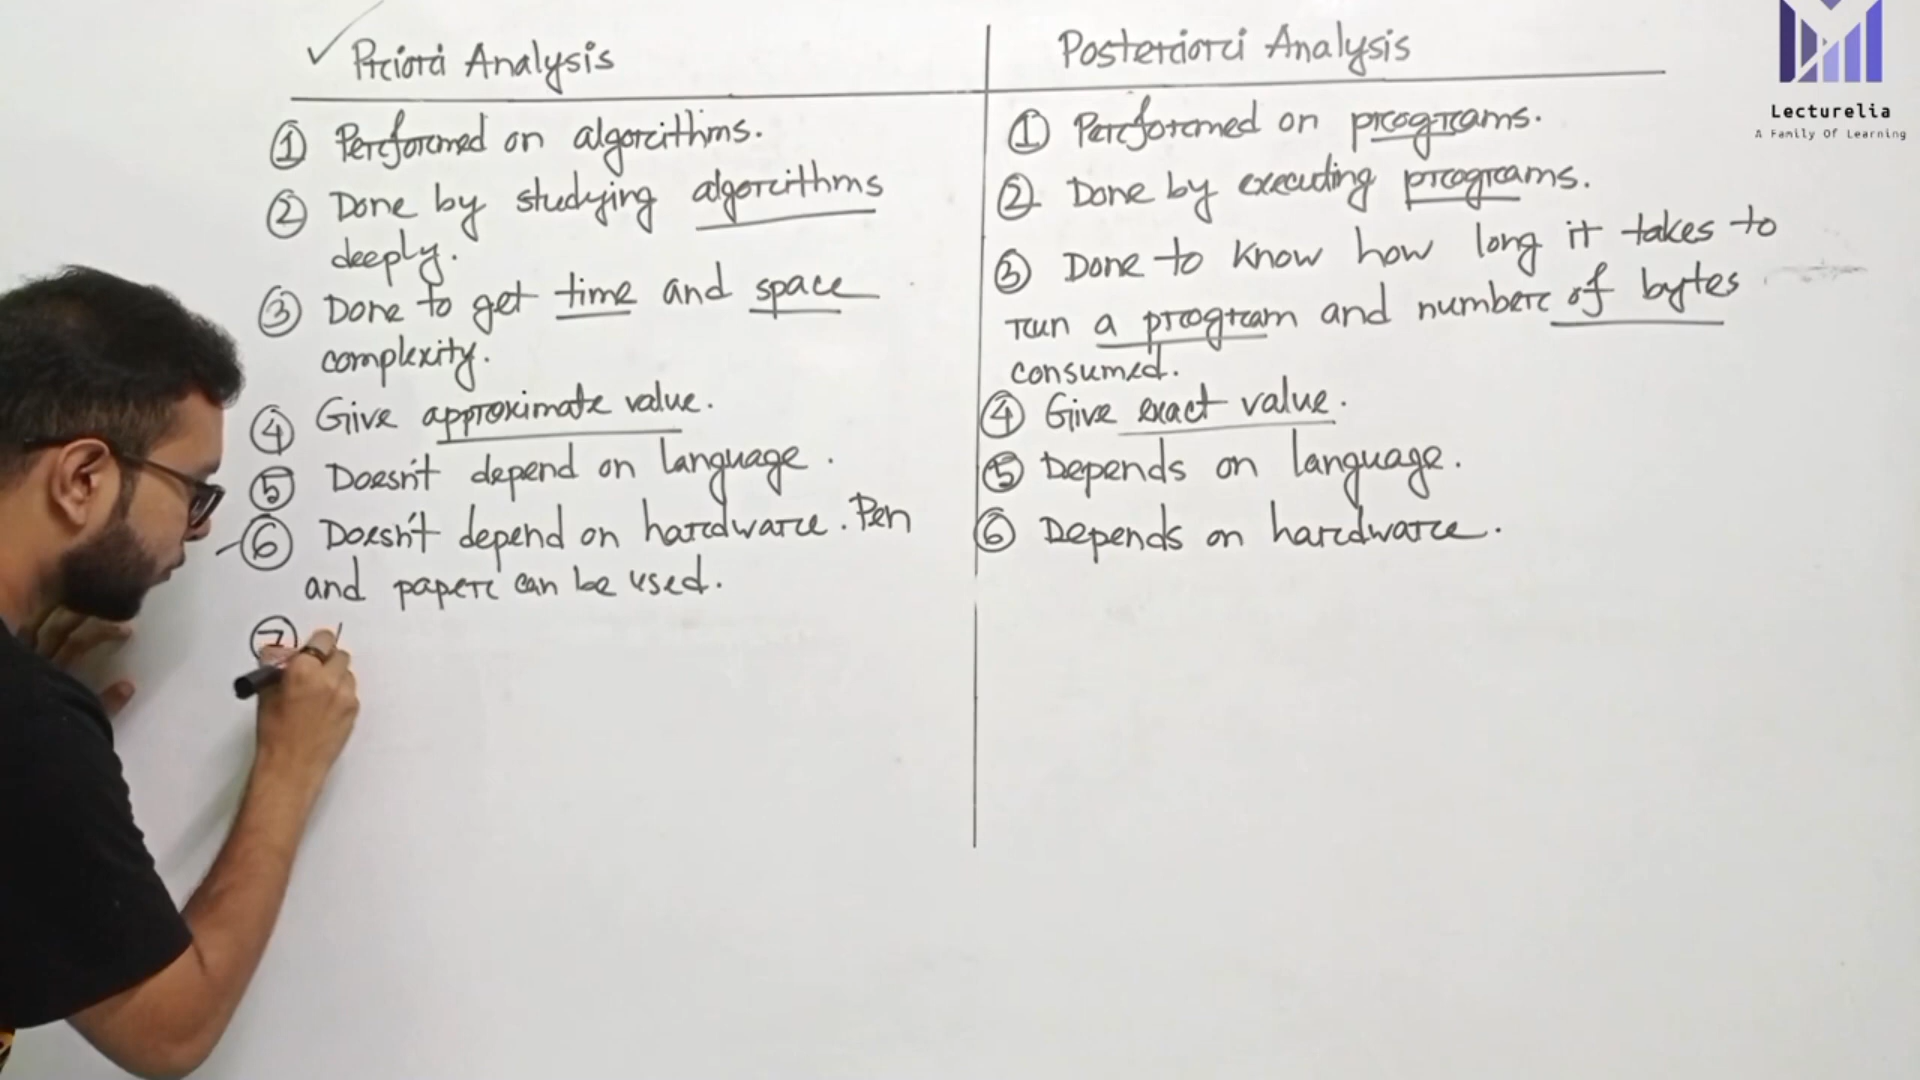 ✓ Priori Analysis
① Performed on algorithms.
② Done by studying algorithms
deeply.
③ Done to get time and space
complexity.
④ Give approximate value.
⑤ Doesn't depend on language.
⑥ Doesn't depend on hardware. Pen
and paper can be used.
⑦
Posteriori Analysis
① Performed on programs.
② Done by executing programs.
③ Done to know how long it takes to
run a program and number of bytes
consumed.
④ Give exact value.
⑤ Depends on language.
⑥ Depends on hardware.
Lecturelia
A Family Of Learning